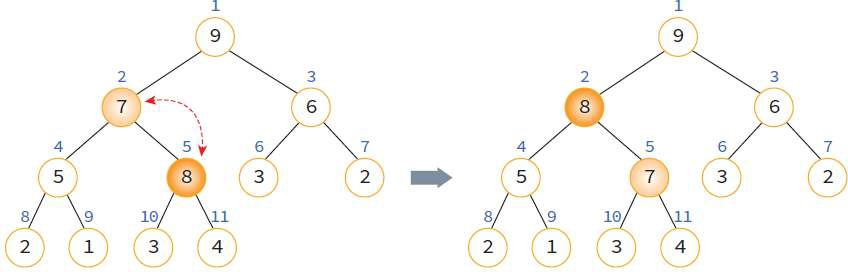 1 1
9 9
2 3 2 3
7 6 8 6
4 5 6 7 4 5 6 7
5 8 3 2 5 7 3 2
8 9 10 11 8 9 10 11
2 1 3 4 2 1 3 4